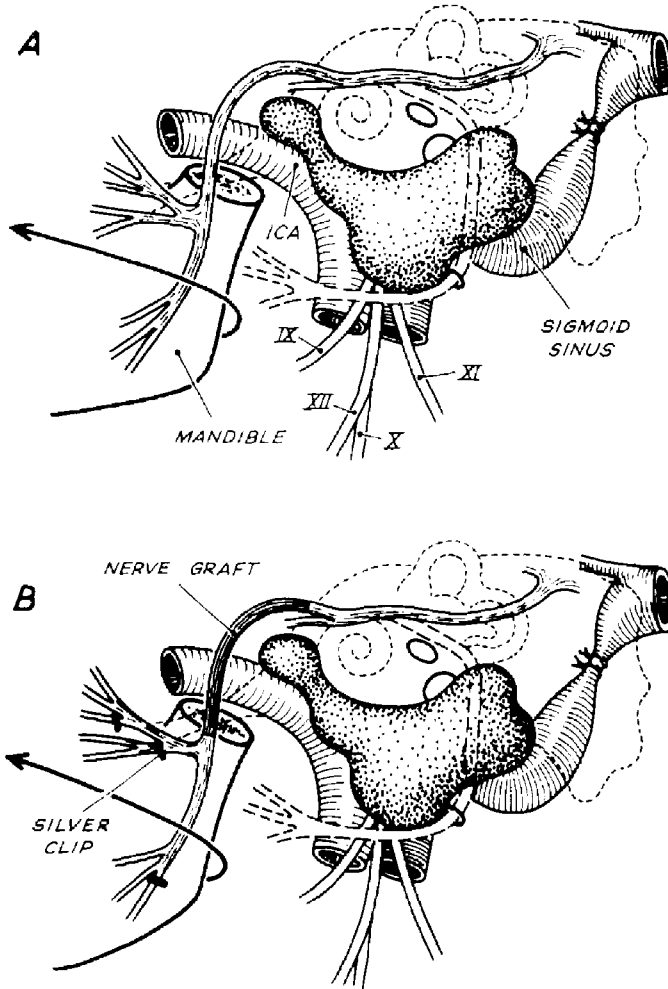 A
ICA
SIGMOID
SINUS
IX
XI
XII
X
MANDIBLE
NERVE GRAFT
B
SILVER
CLIP